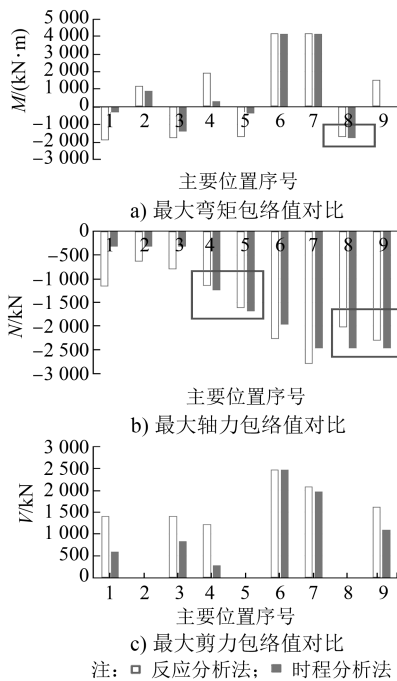 M/(kN·m)
5 000
4 000
3 000
2 000
1 000
0
−1 000
−2 000
−3 000
1 2 3 4 5 6 7 8 9
主要位置序号
a) 最大弯矩包络值对比
N/kN
0
−500
−1 000
−1 500
−2 000
−2 500
−3 000
1 2 3 4 5 6 7 8 9
主要位置序号
b) 最大轴力包络值对比
V/kN
3 000
2 500
2 000
1 500
1 000
500
0
1 2 3 4 5 6 7 8 9
主要位置序号
c) 最大剪力包络值对比
注： 反应分析法； 时程分析法